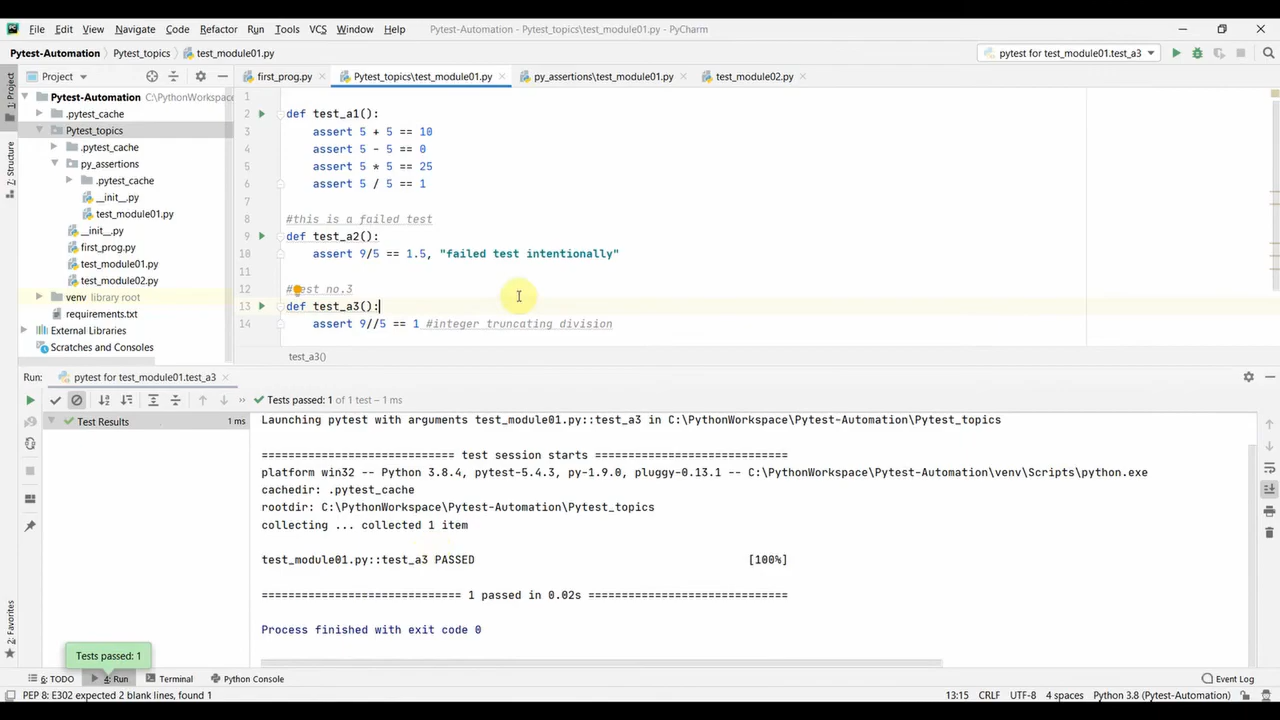 File Edit View Navigate Code Refactor Run Tools VCS Window Help Pytest-Automation - Pytest_topics\test_module01.py - PyCharm
Pytest-Automation Pytest_topics test_module01.py pytest for test_module01.test_a3
Project first_prog.py Pytest_topics\test_module01.py py_assertions\test_module01.py test_module02.py
1: Project
7: Structure
2: Favorites
Pytest-Automation C:\PythonWorkspace
.pytest_cache
Pytest_topics
.pytest_cache
py_assertions
.pytest_cache
__init__.py
test_module01.py
__init__.py
first_prog.py
test_module01.py
test_module02.py
venv library root
requirements.txt
External Libraries
Scratches and Consoles
1
2 def test_a1():
3 assert 5 + 5 == 10
4 assert 5 - 5 == 0
5 assert 5 * 5 == 25
6 assert 5 / 5 == 1
7
8 #this is a failed test
9 def test_a2():
10 assert 9/5 == 1.5, "failed test intentionally"
11
12 #test no.3
13 def test_a3():
14 assert 9//5 == 1 #integer truncating division
test_a3()
Run: pytest for test_module01.test_a3
Tests passed: 1 of 1 test – 1 ms
Test Results 1 ms
Launching pytest with arguments test_module01.py::test_a3 in C:\PythonWorkspace\Pytest-Automation\Pytest_topics
============================= test session starts =============================
platform win32 -- Python 3.8.4, pytest-5.4.3, py-1.9.0, pluggy-0.13.1 -- C:\PythonWorkspace\Pytest-Automation\venv\Scripts\python.exe
cachedir: .pytest_cache
rootdir: C:\PythonWorkspace\Pytest-Automation\Pytest_topics
collecting ... collected 1 item
test_module01.py::test_a3 PASSED [100%]
============================== 1 passed in 0.02s ==============================
Process finished with exit code 0
Tests passed: 1
6: TODO 4: Run Terminal Python Console Event Log
PEP 8: E302 expected 2 blank lines, found 1 13:15 CRLF UTF-8 4 spaces Python 3.8 (Pytest-Automation)